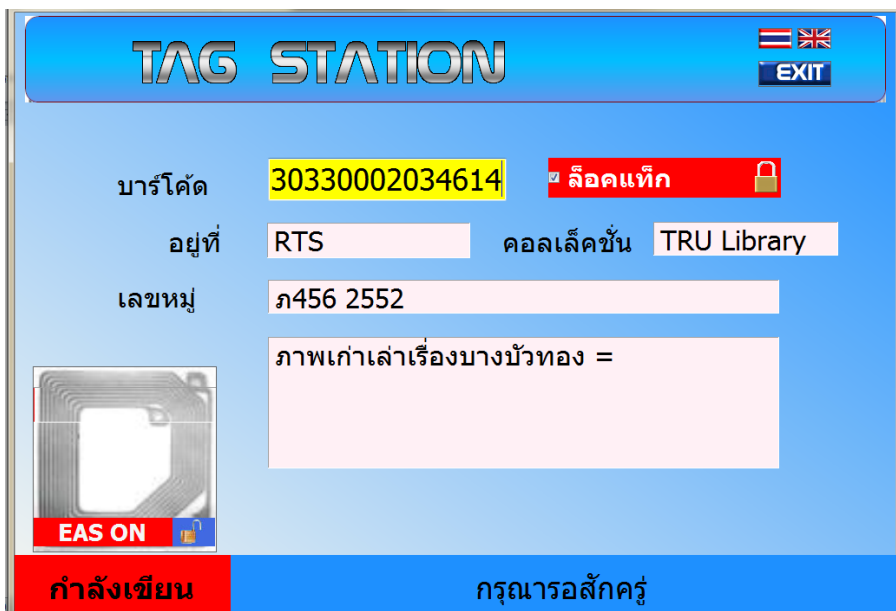 TAG STATION
EXIT
บาร์โค้ด 30330002034614 ล็อคแท็ก
อยู่ที่ RTS คอลเล็คชั่น TRU Library
เลขหมู่ ภ456 2552
ภาพเก่าเล่าเรื่องบางบัวทอง =
EAS ON
กำลังเขียน กรุณารอสักครู่